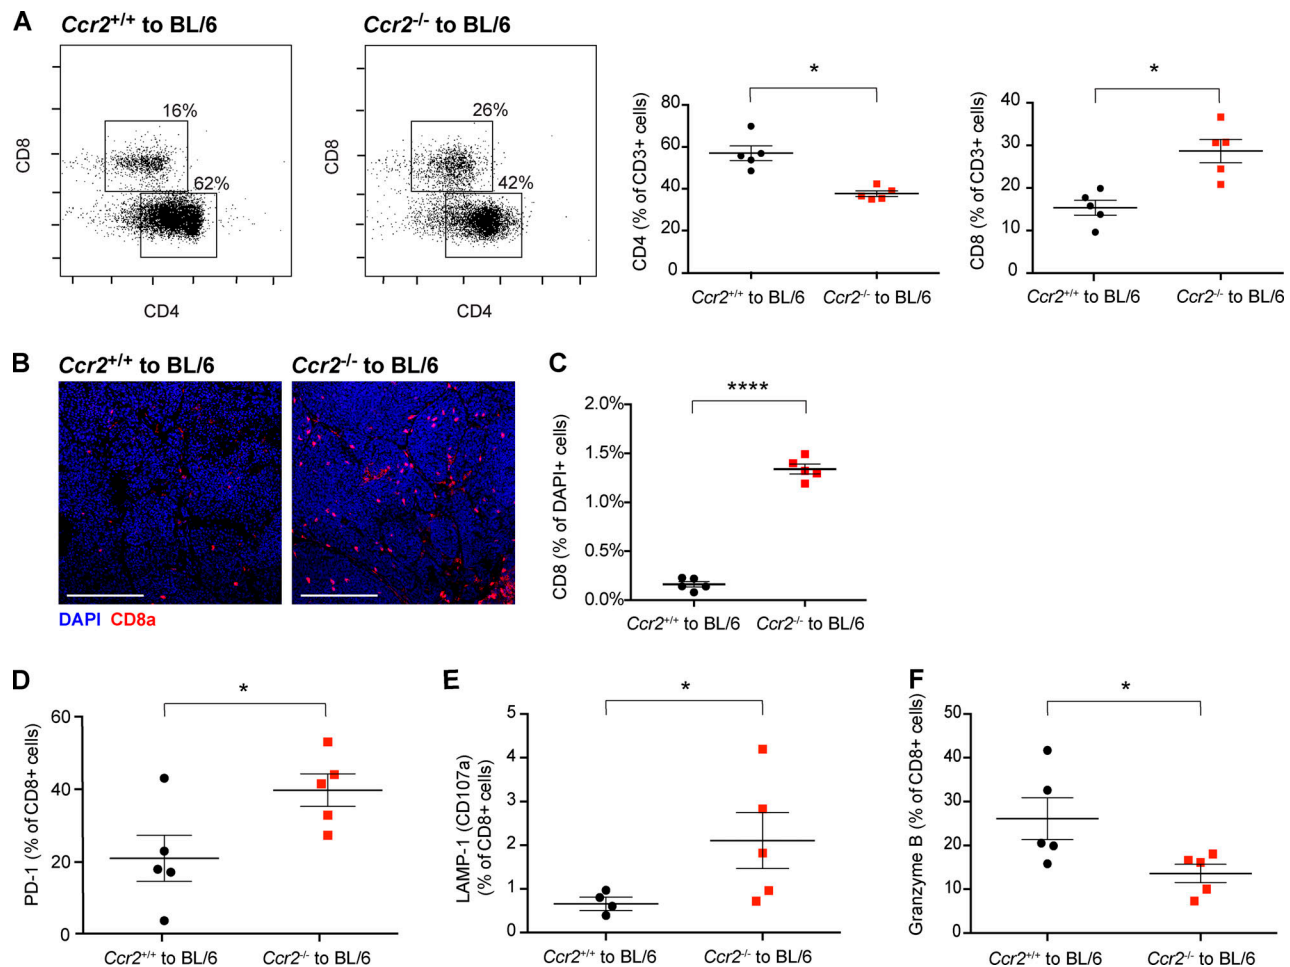 A
Ccr2+/+ to BL/6
Ccr2-/- to BL/6
CD8
16%
62%
CD4
CD8
26%
42%
CD4
CD4 (% of CD3+ cells)
80
60
40
20
0
*
Ccr2+/+ to BL/6
Ccr2-/- to BL/6
CD8 (% of CD3+ cells)
40
30
20
10
0
*
Ccr2+/+ to BL/6
Ccr2-/- to BL/6
B
Ccr2+/+ to BL/6
Ccr2-/- to BL/6
DAPI CD8a
C
CD8 (% of DAPI+ cells)
2.0%
1.5%
1.0%
0.5%
0.0%
****
Ccr2+/+ to BL/6
Ccr2-/- to BL/6
D
PD-1 (% of CD8+ cells)
60
40
20
0
*
Ccr2+/+ to BL/6
Ccr2-/- to BL/6
E
LAMP-1 (CD107a)
(% of CD8+ cells)
5
4
3
2
1
0
*
Ccr2+/+ to BL/6
Ccr2-/- to BL/6
F
Granzyme B (% of CD8+ cells)
50
40
30
20
10
0
*
Ccr2+/+ to BL/6
Ccr2-/- to BL/6